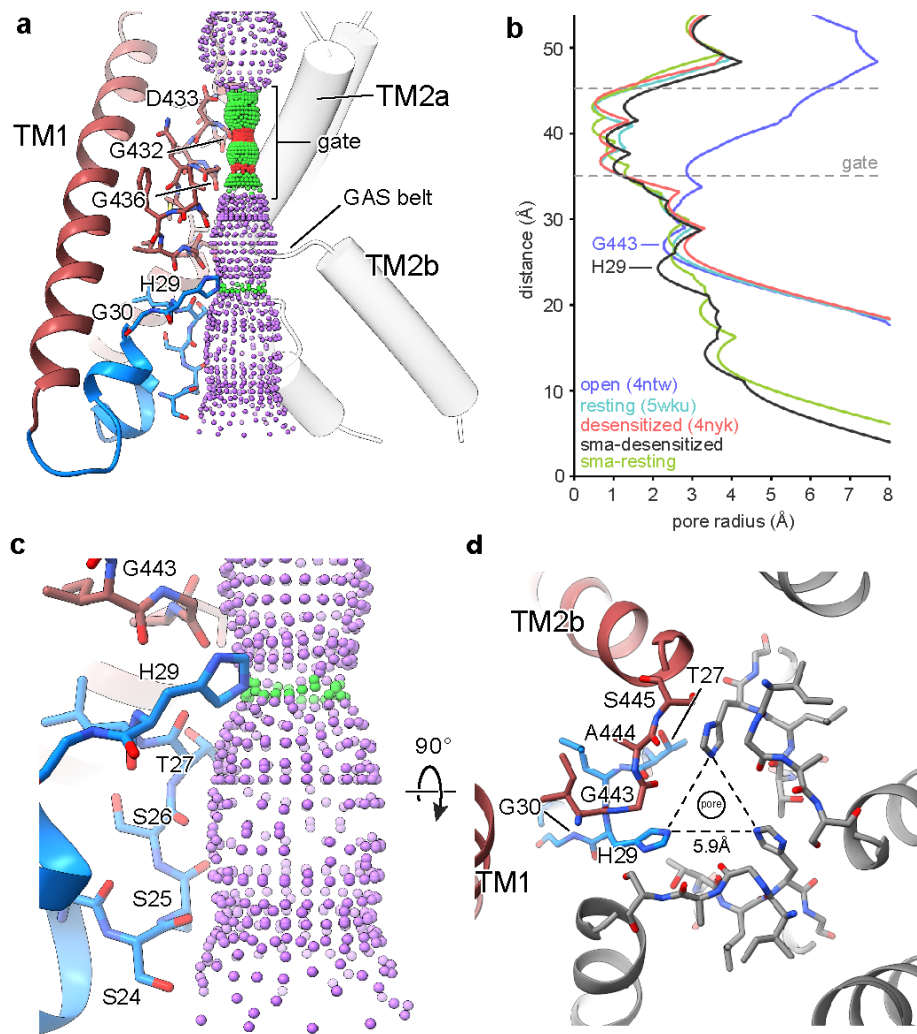 a
D433
TM1
TM2a
G432
gate
G436
GAS belt
H29
TM2b
G30
b
50
40
30
20
10
0
distance (Å)
gate
G443
H29
open (4ntw)
resting (5wku)
desensitized (4nyk)
sma-desensitized
sma-resting
0 1 2 3 4 5 6 7 8
pore radius (Å)
c
G443
H29
T27
S26
S25
S24
90°
d
TM2b
T27
S445
A444
G30
G443
pore
H29
5.9Å
TM1